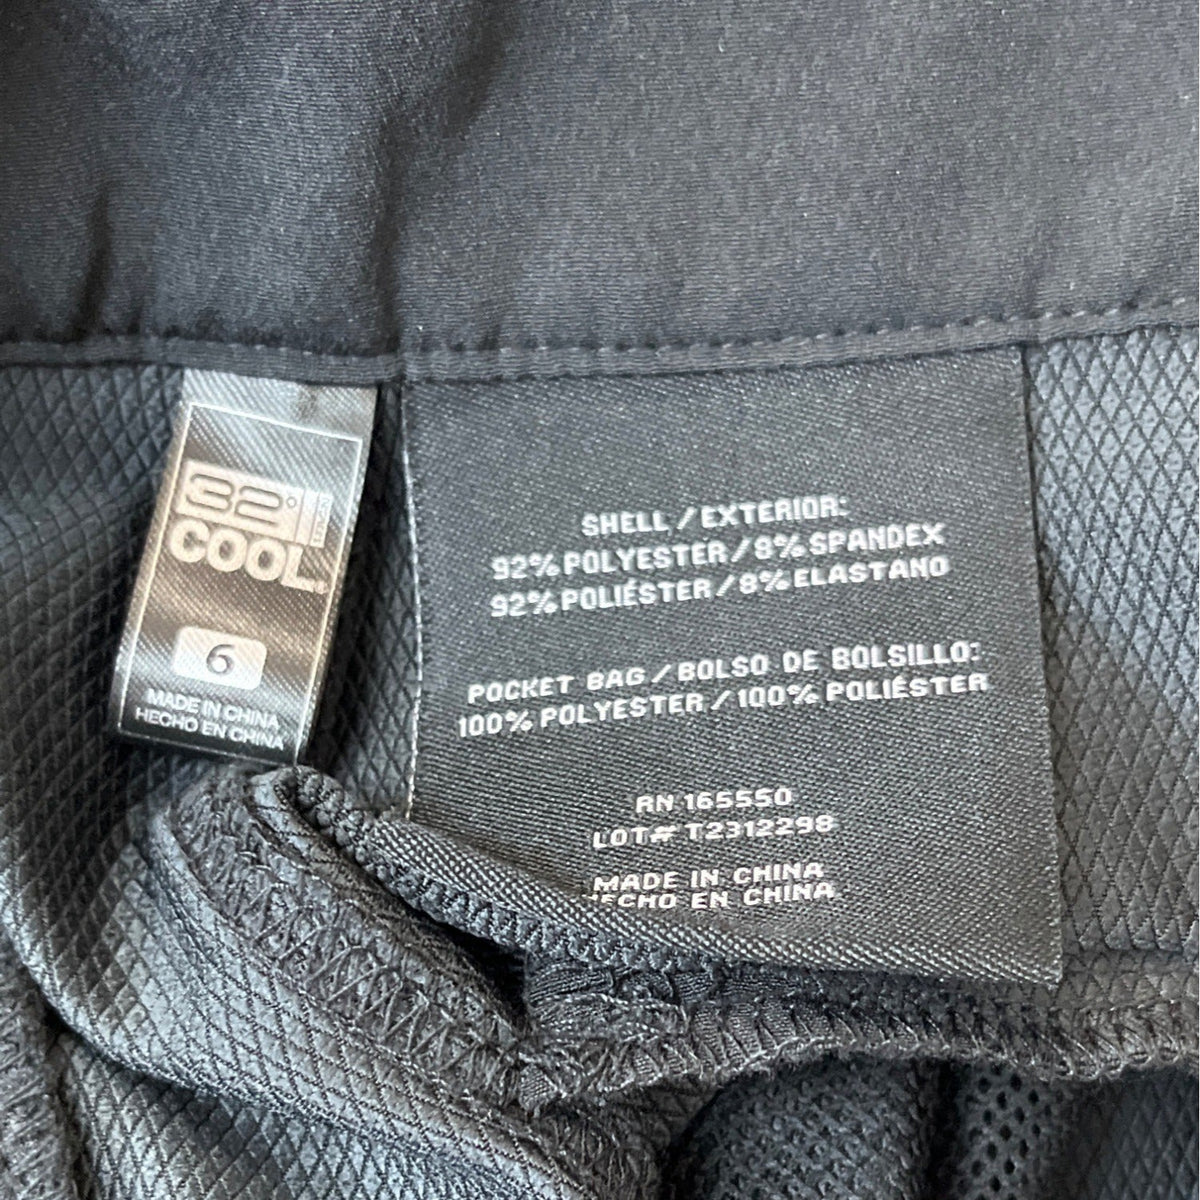 32°
COOL
6
MADE IN CHINA
HECHO EN CHINA
SHELL/EXTERIOR:
92% POLYESTER/8% SPANDEX
92% POLIÉSTER/8% ELASTANO
POCKET BAG/BOLSO DE BOLSILLO:
100% POLYESTER/100% POLIÉSTER
RN 165550
LOT# T2312298
MADE IN CHINA
HECHO EN CHINA